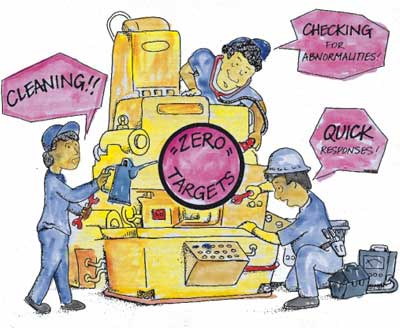 CLEANING!!
CHECKING
FOR
ABNORMALITIES!
=ZERO=
TARGETS
QUICK
RESPONSES!